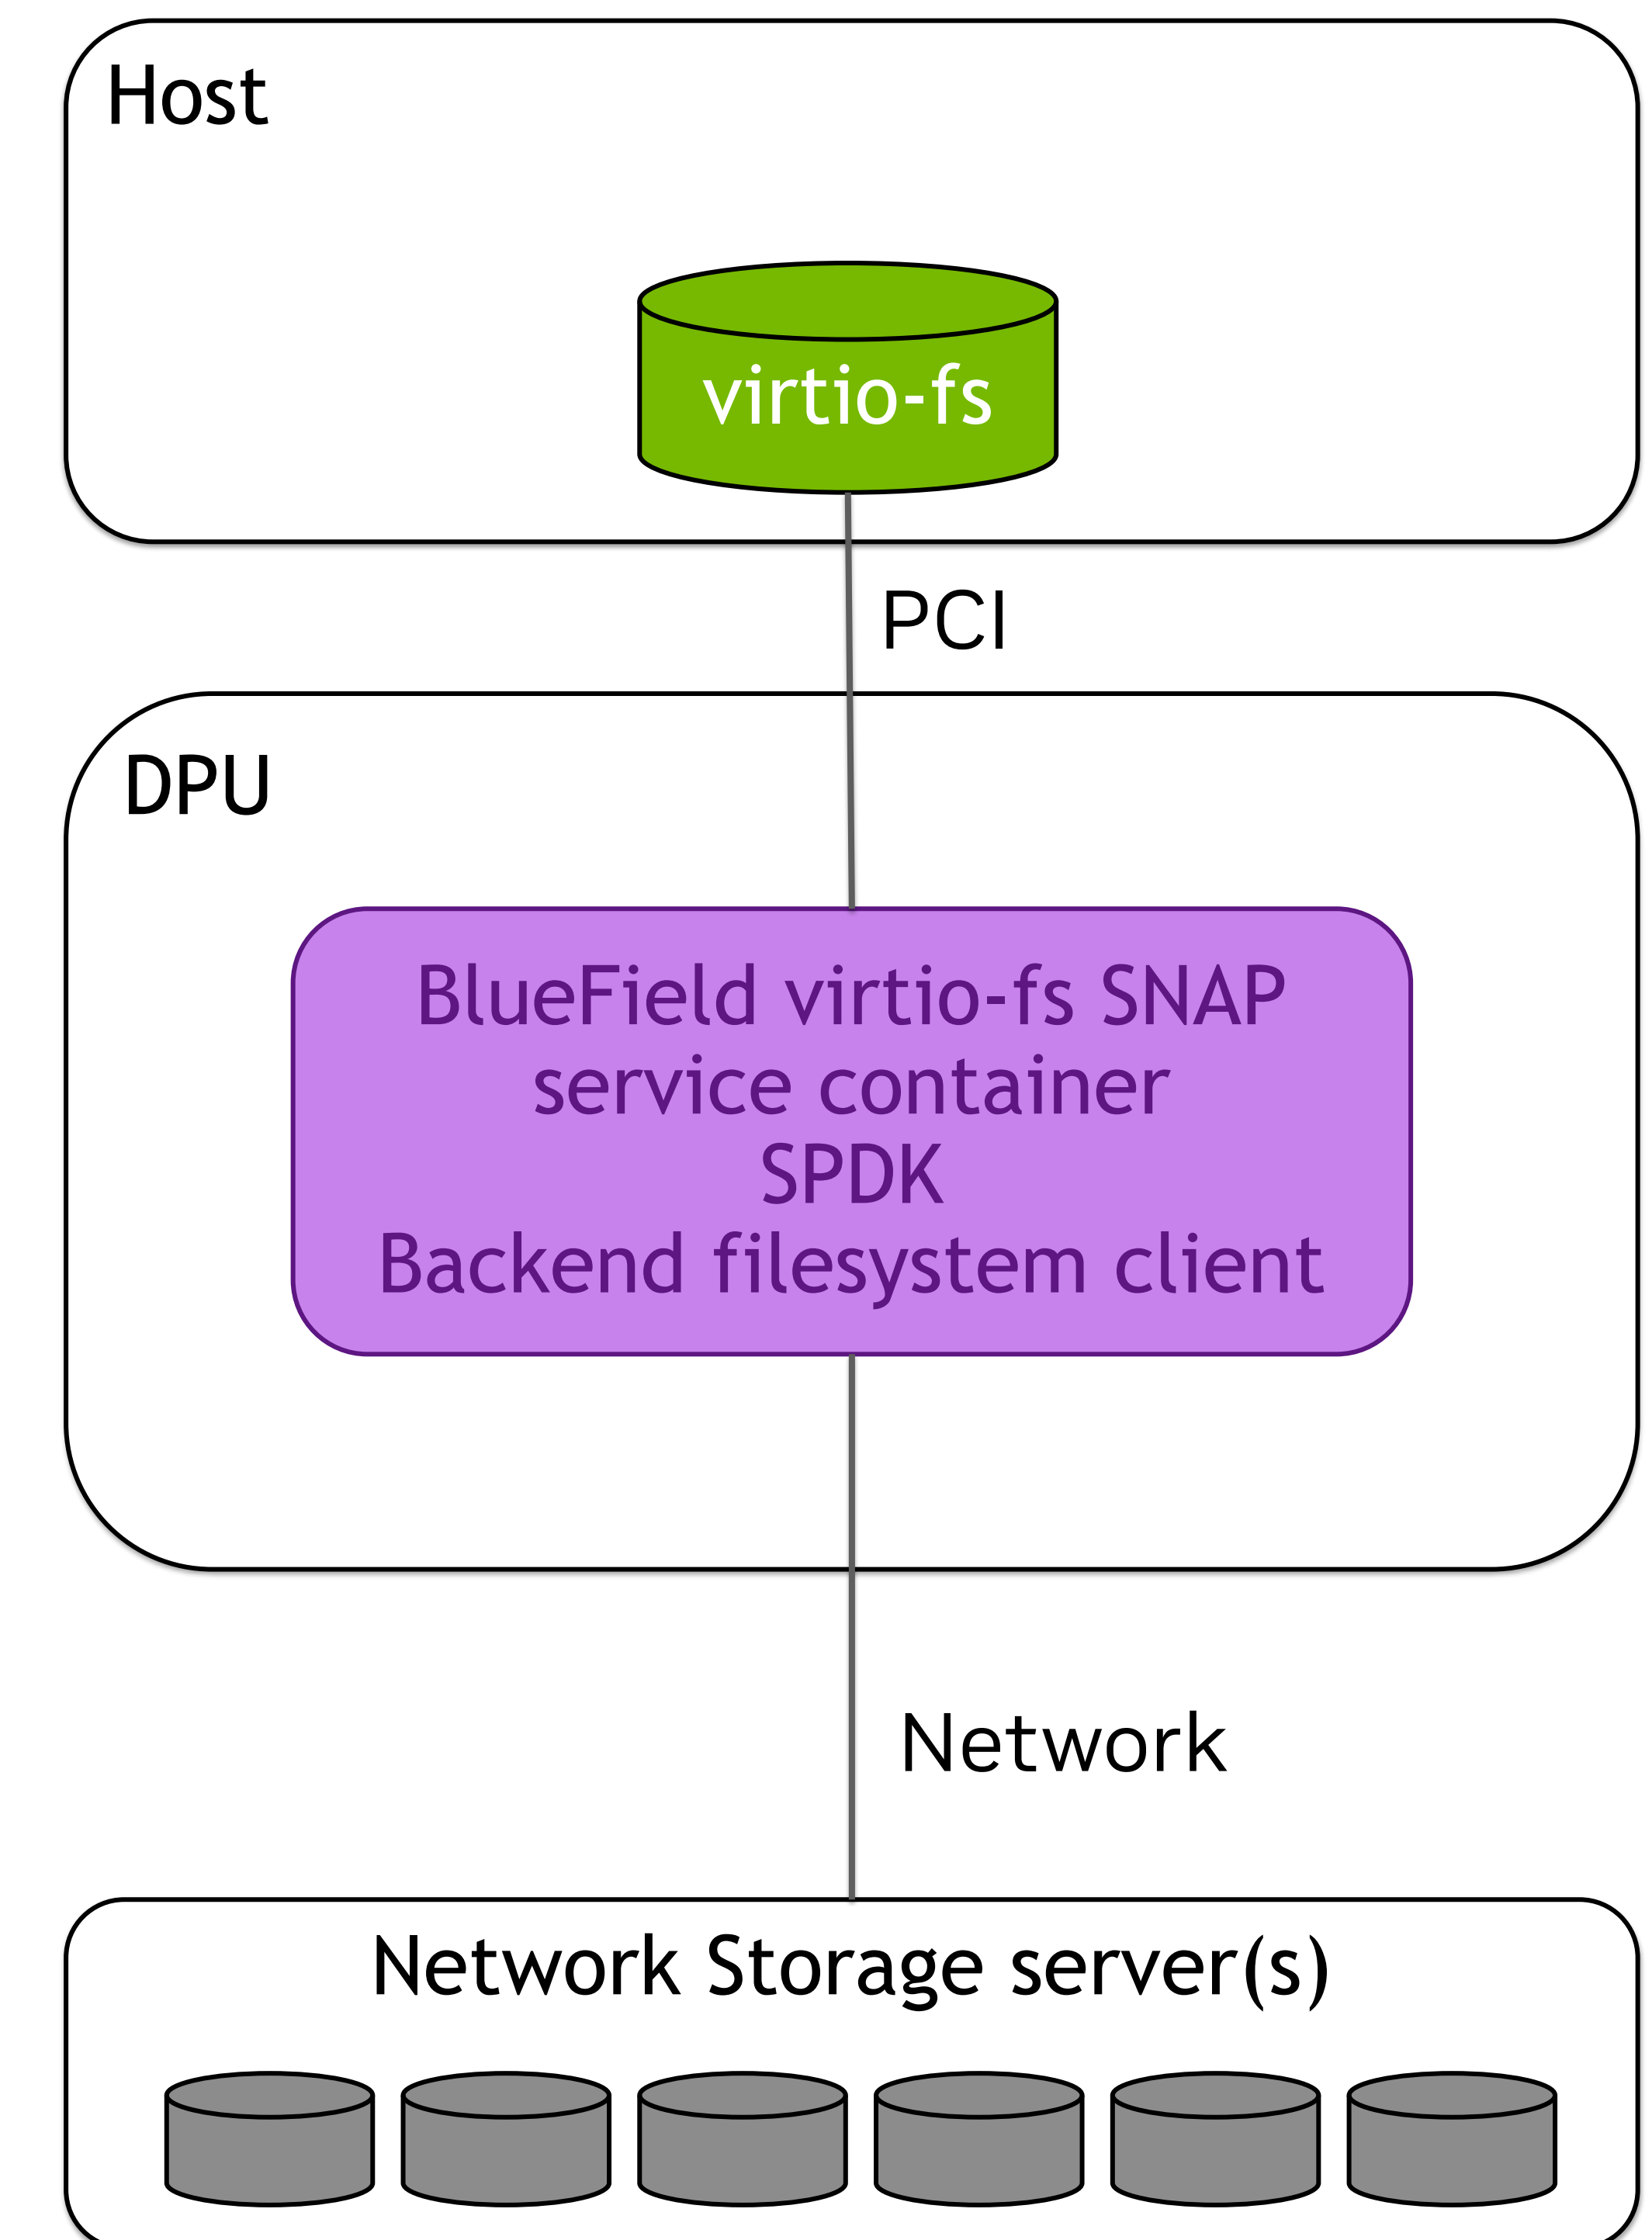 Host
virtio-fs
PCI
DPU
BlueField virtio-fs SNAP
service container
SPDK
Backend filesystem client
Network
Network Storage server(s)